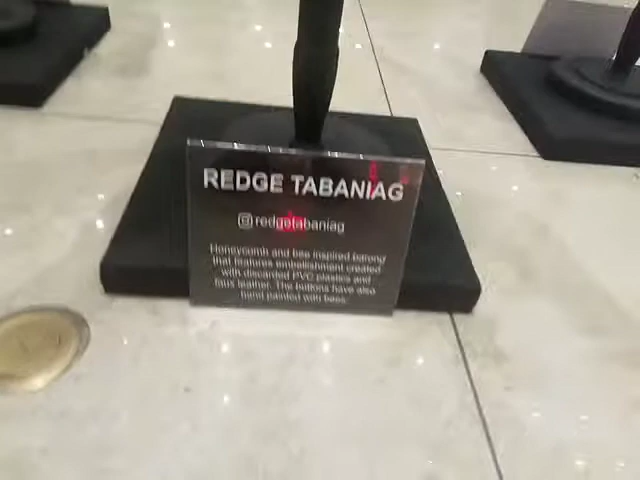 REDGE TABANIAG
redgetabaniag
Honeycomb and bee inspired barong
that features embellishment created
with discarded PVC plastics and
faux leather. The buttons have also
hand painted with bees.